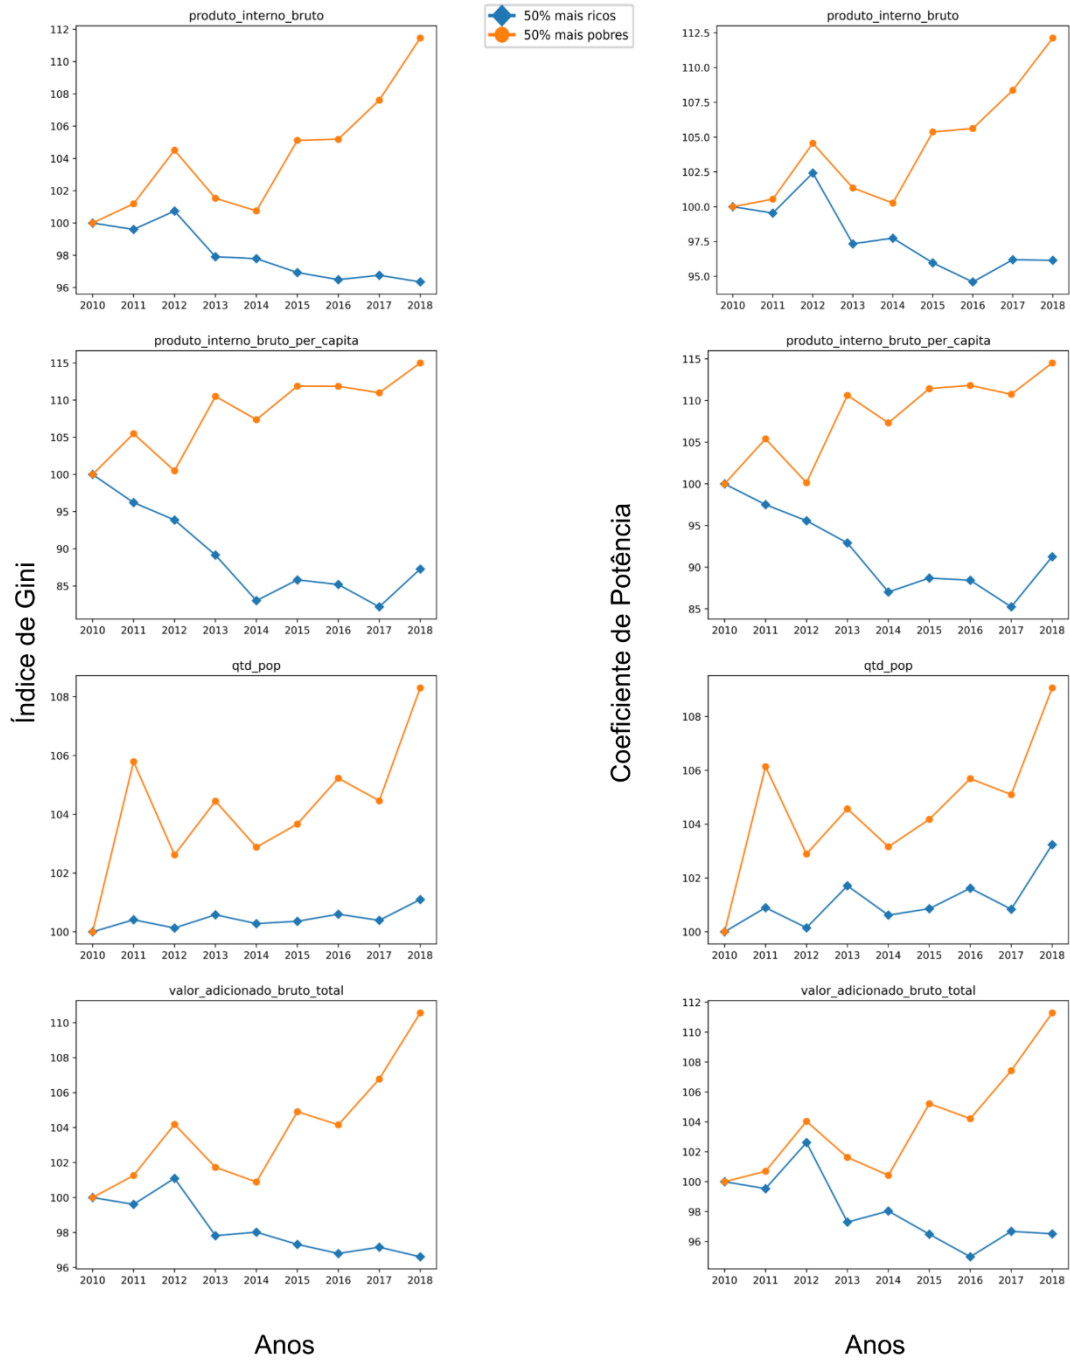 50% mais ricos
50% mais pobres
produto_interno_bruto
112
110
108
106
104
102
100
98
96
2010 2011 2012 2013 2014 2015 2016 2017 2018
produto_interno_bruto
112.5
110.0
107.5
105.0
102.5
100.0
97.5
95.0
2010 2011 2012 2013 2014 2015 2016 2017 2018
produto_interno_bruto_per_capita
115
110
105
100
95
90
85
2010 2011 2012 2013 2014 2015 2016 2017 2018
produto_interno_bruto_per_capita
115
110
105
100
95
90
85
2010 2011 2012 2013 2014 2015 2016 2017 2018
Índice de Gini
Coeficiente de Potência
qtd_pop
108
106
104
102
100
2010 2011 2012 2013 2014 2015 2016 2017 2018
qtd_pop
108
106
104
102
100
2010 2011 2012 2013 2014 2015 2016 2017 2018
valor_adicionado_bruto_total
110
108
106
104
102
100
98
96
2010 2011 2012 2013 2014 2015 2016 2017 2018
valor_adicionado_bruto_total
112
110
108
106
104
102
100
98
96
2010 2011 2012 2013 2014 2015 2016 2017 2018
Anos
Anos